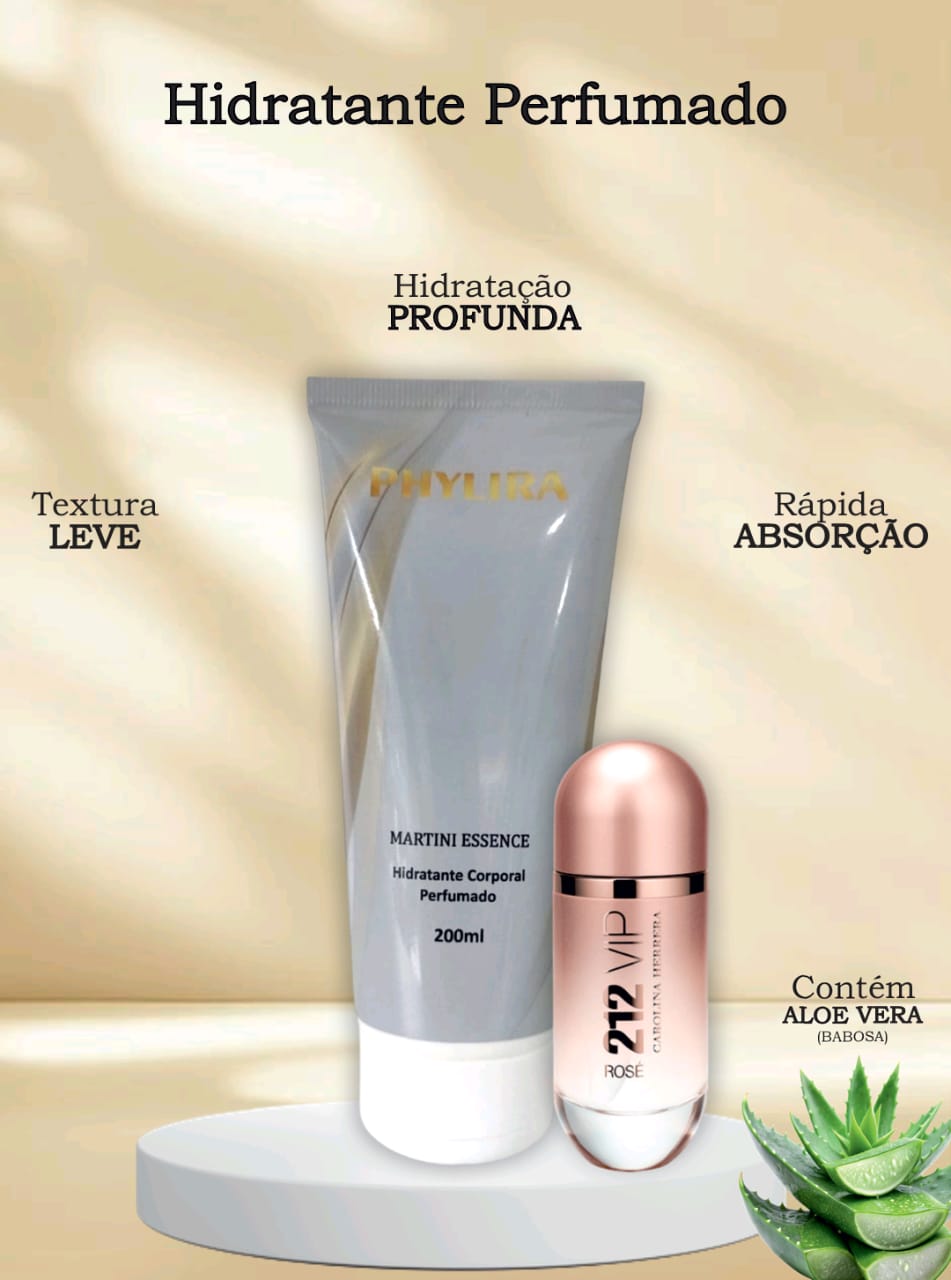 Hidratante Perfumado
Hidratação
PROFUNDA
Textura
LEVE
Rápida
ABSORÇÃO
PHYLIRA
MARTINI ESSENCE
Hidratante Corporal
Perfumado
200ml
212 VIP
ROSÉ
CAROLINA HERRERA
Contém
ALOE VERA
(BABOSA)